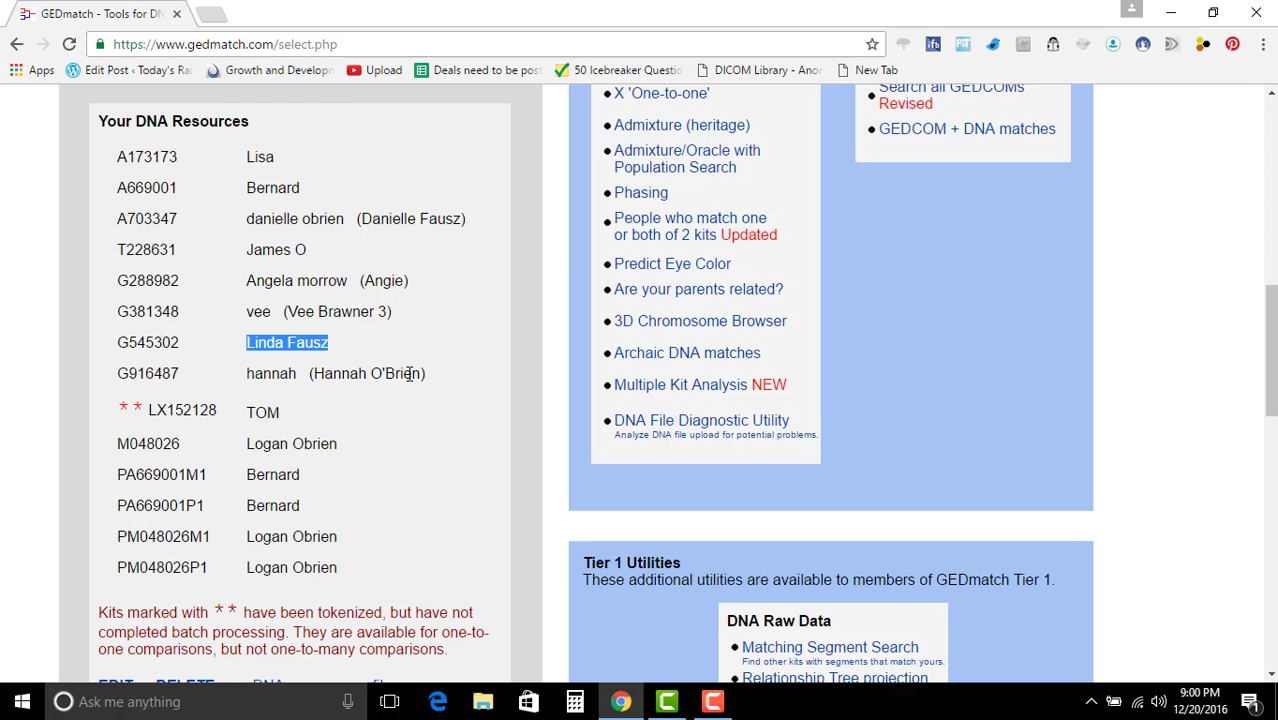 GEDmatch - Tools for DNA
https://www.gedmatch.com/select.php
Apps
Edit Post ‹ Today's Ra
Growth and Developm
Upload
Deals need to be post
50 Icebreaker Questio
DICOM Library - Anon
New Tab
Your DNA Resources
A173173 Lisa
A669001 Bernard
A703347 danielle obrien (Danielle Fausz)
T228631 James O
G288982 Angela morrow (Angie)
G381348 vee (Vee Brawner 3)
G545302 Linda Fausz
G916487 hannah (Hannah O'Brien)
** LX152128 TOM
M048026 Logan Obrien
PA669001M1 Bernard
PA669001P1 Bernard
PM048026M1 Logan Obrien
PM048026P1 Logan Obrien
Kits marked with ** have been tokenized, but have not
completed batch processing. They are available for one-to-
one comparisons, but not one-to-many comparisons.
X 'One-to-one'
Admixture (heritage)
Admixture/Oracle with
Population Search
Phasing
People who match one
or both of 2 kits Updated
Predict Eye Color
Are your parents related?
3D Chromosome Browser
Archaic DNA matches
Multiple Kit Analysis NEW
DNA File Diagnostic Utility
Analyze DNA file upload for potential problems.
Search all GEDCOMs
Revised
GEDCOM + DNA matches
Tier 1 Utilities
These additional utilities are available to members of GEDmatch Tier 1.
DNA Raw Data
Matching Segment Search
Find other kits with segments that match yours.
Relationship Tree projection
Ask me anything
9:00 PM
12/20/2016